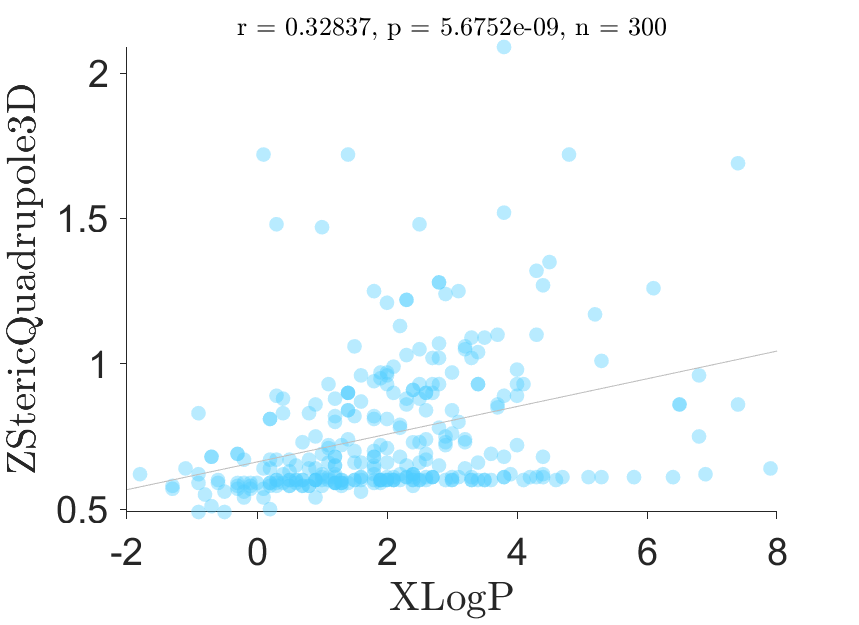 r = 0.32837, p = 5.6752e-09, n = 300
ZStericQuadrupole3D
2
1.5
1
0.5
-2 0 2 4 6 8
XLogP